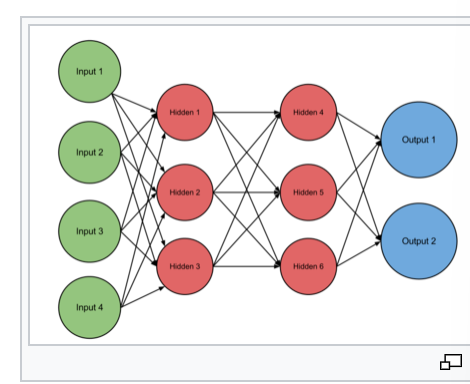 Input 1
Input 2
Input 3
Input 4
Hidden 1
Hidden 2
Hidden 3
Hidden 4
Hidden 5
Hidden 6
Output 1
Output 2